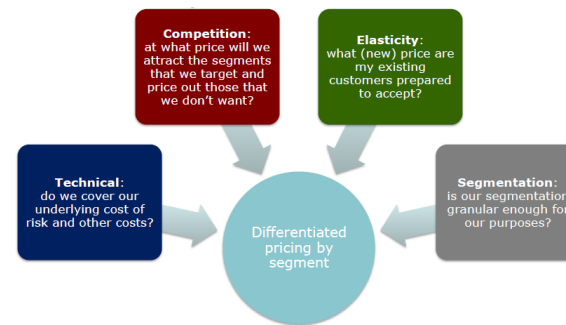 Competition:
at what price will we
attract the segments
that we target and
price out those that
we don't want?
Elasticity:
what (new) price are
my existing
customers prepared
to accept?
Technical:
do we cover our
underlying cost of
risk and other costs?
Segmentation:
is our segmentation
granular enough for
our purposes?
Differentiated
pricing by
segment